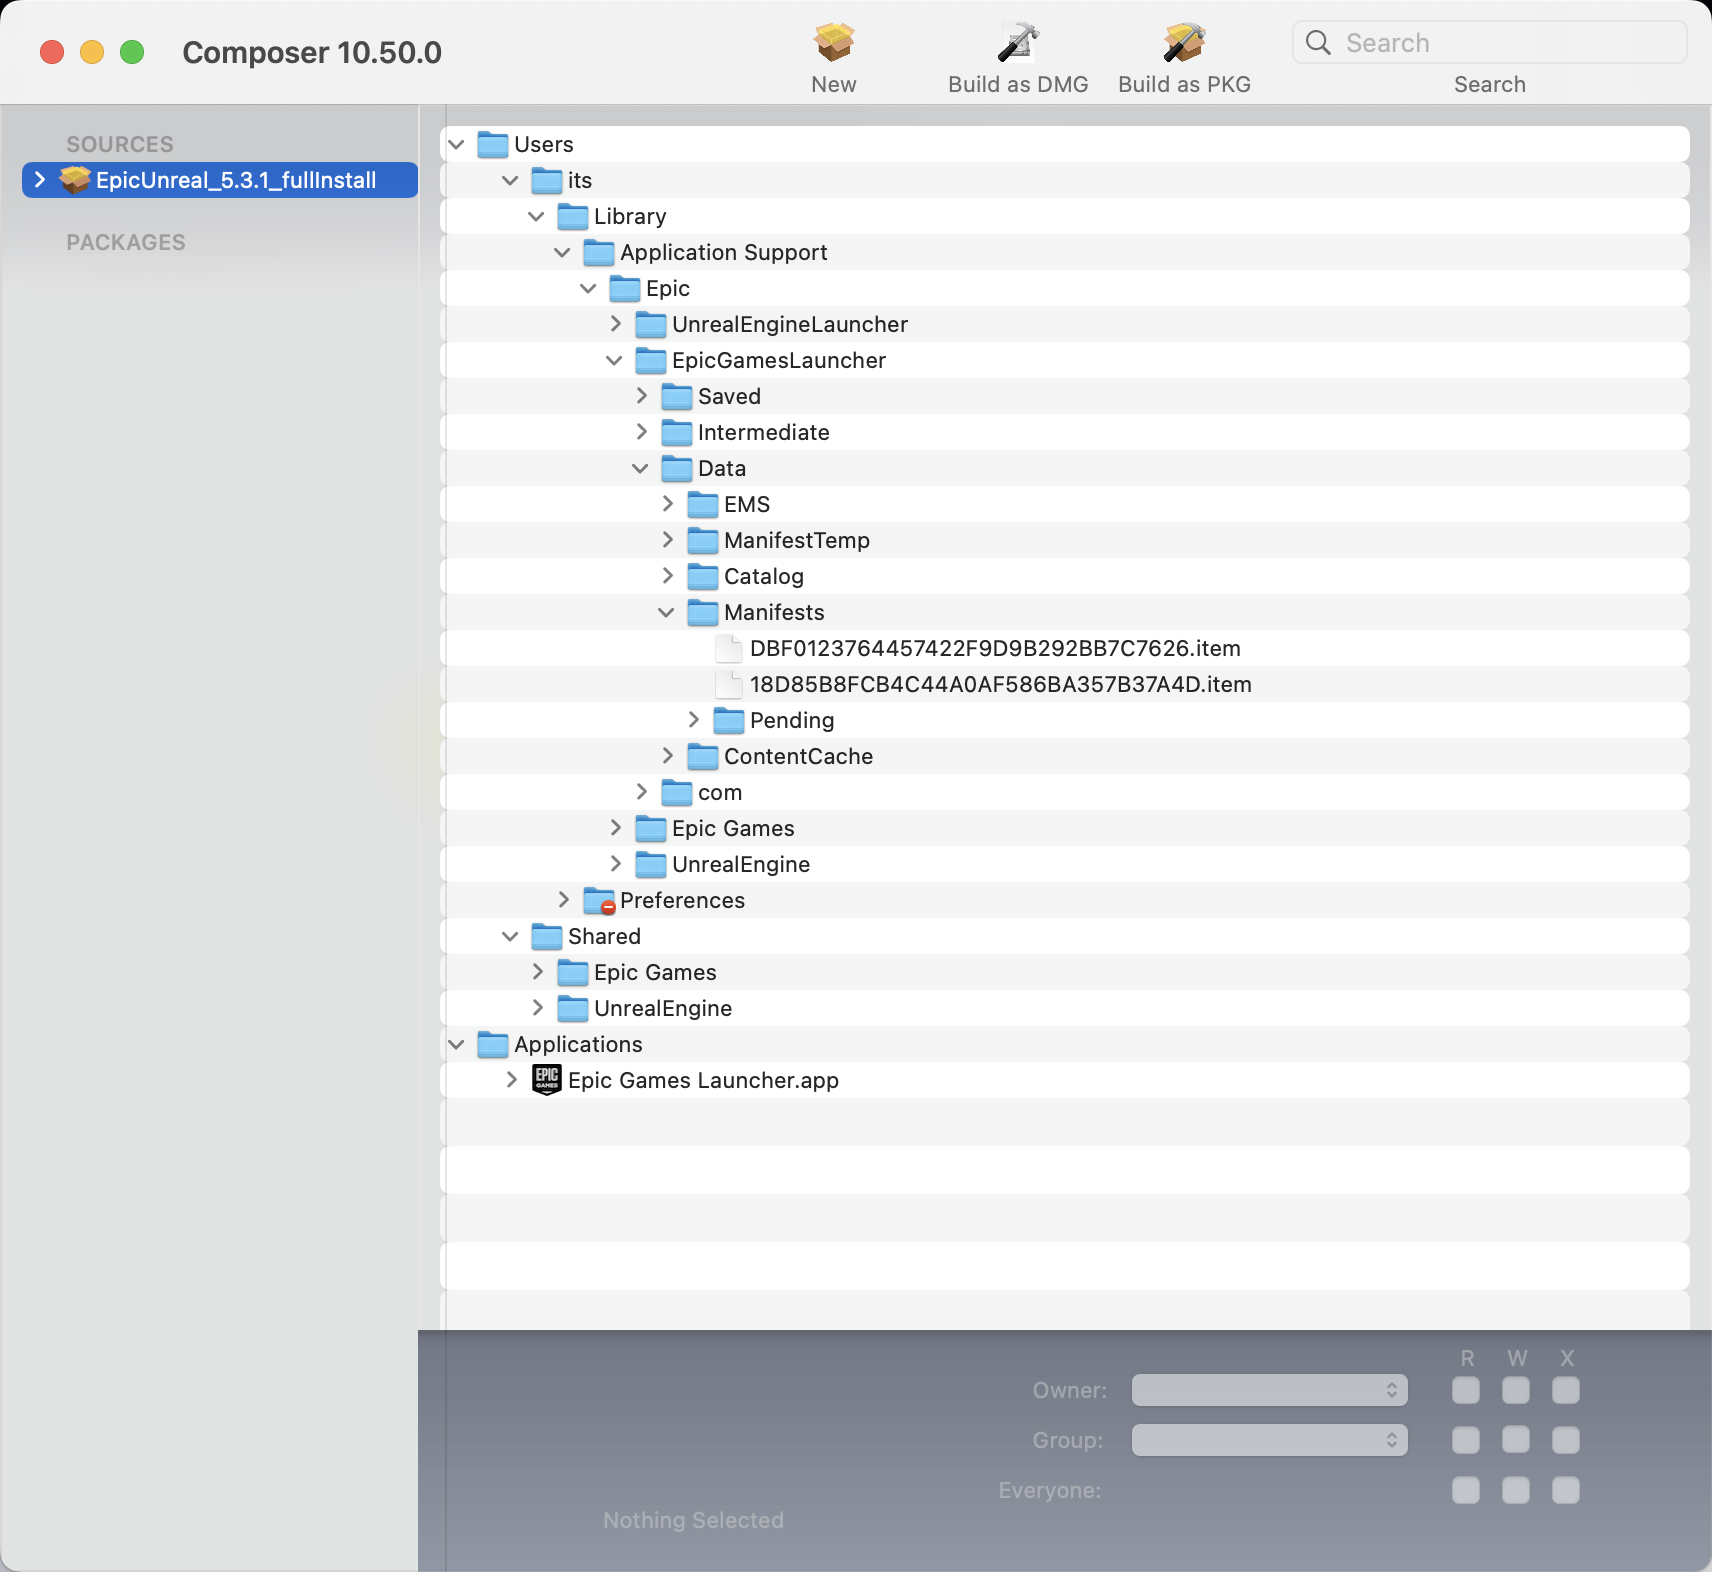 Composer 10.50.0
New
Build as DMG
Build as PKG
Search
Search
SOURCES
EpicUnreal_5.3.1_fullInstall
PACKAGES
Users
its
Library
Application Support
Epic
UnrealEngineLauncher
EpicGamesLauncher
Saved
Intermediate
Data
EMS
ManifestTemp
Catalog
Manifests
DBF0123764457422F9D9B292BB7C7626.item
18D85B8FCB4C44A0AF586BA357B37A4D.item
Pending
ContentCache
com
Epic Games
UnrealEngine
Preferences
Shared
Epic Games
UnrealEngine
Applications
EPIC
GAMES
Epic Games Launcher.app
R W X
Owner:
Group:
Everyone:
Nothing Selected